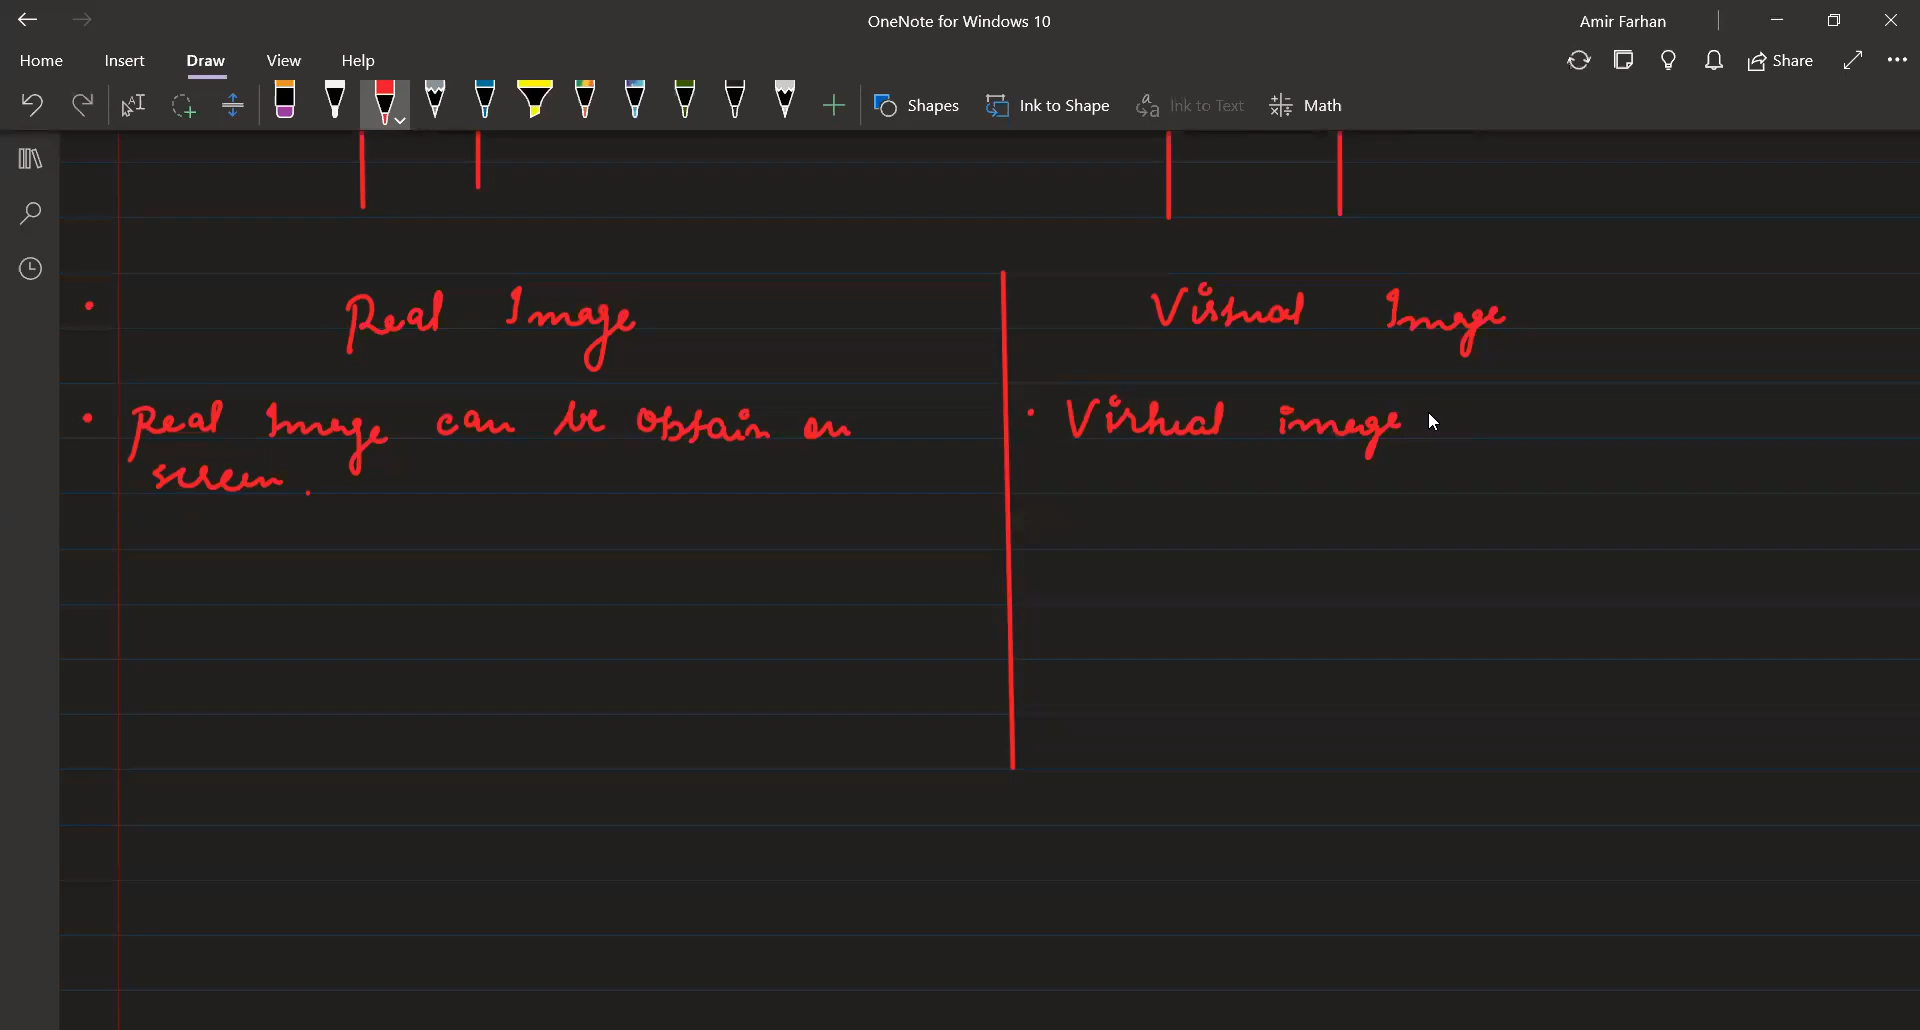 OneNote for Windows 10
Amir Farhan
Home Insert Draw View Help
Share
Shapes Ink to Shape Ink to Text Math
• Real Image
Virtual Image
• Real Image can be obtain on
screen.
• Virtual image